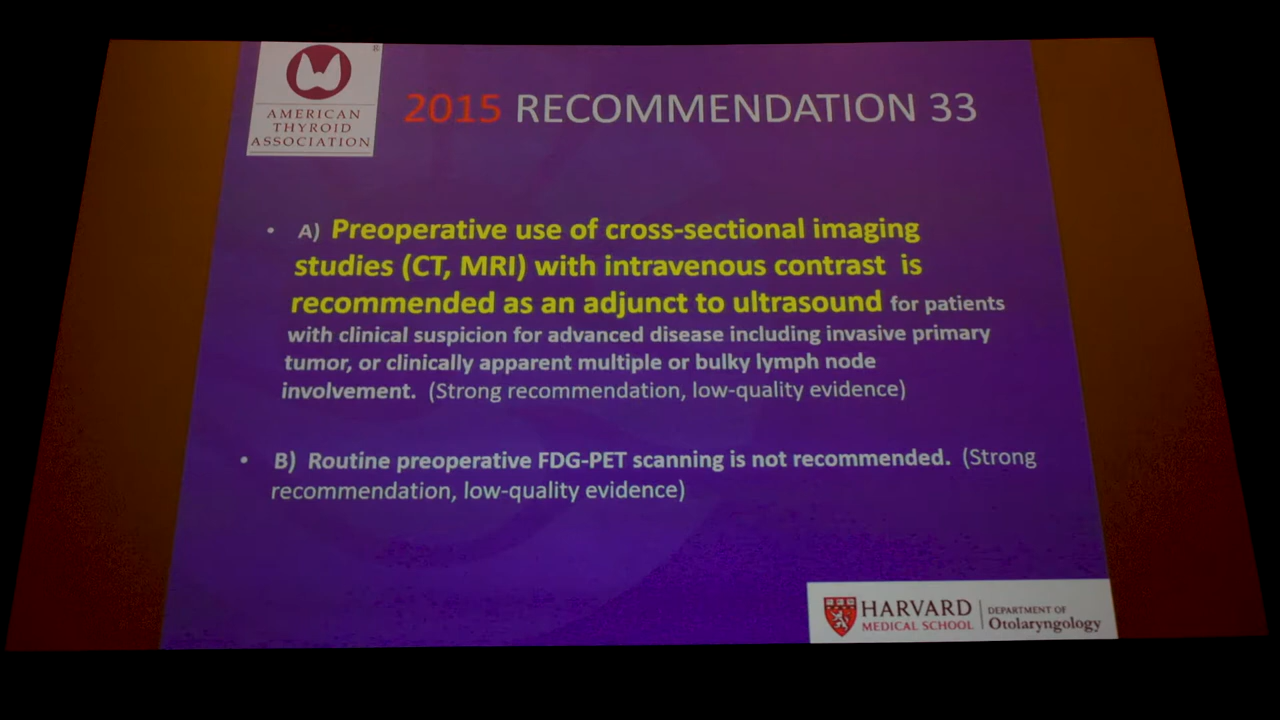 AMERICAN
THYROID
ASSOCIATION
®
2015 RECOMMENDATION 33
• A) Preoperative use of cross-sectional imaging
studies (CT, MRI) with intravenous contrast is
recommended as an adjunct to ultrasound for patients
with clinical suspicion for advanced disease including invasive primary
tumor, or clinically apparent multiple or bulky lymph node
involvement. (Strong recommendation, low-quality evidence)
• B) Routine preoperative FDG-PET scanning is not recommended. (Strong
recommendation, low-quality evidence)
HARVARD
MEDICAL SCHOOL
DEPARTMENT OF
Otolaryngology